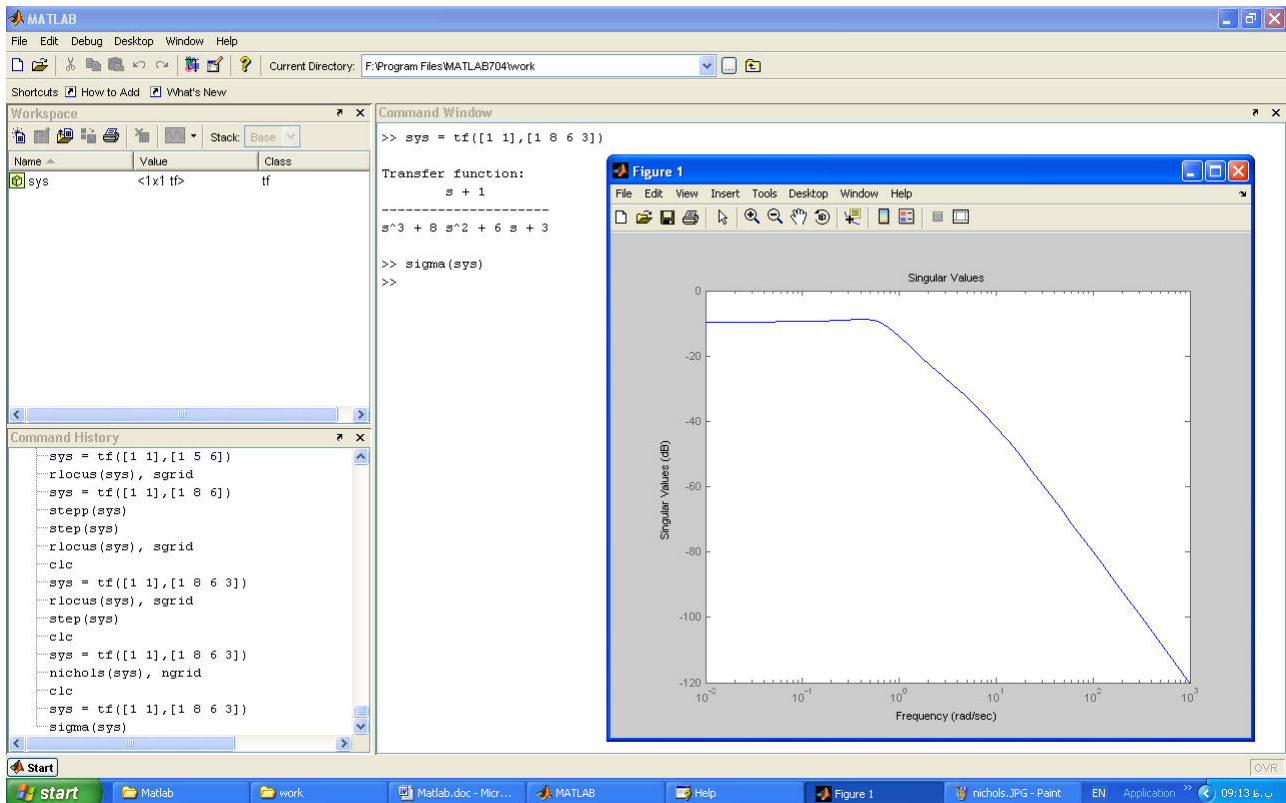 MATLAB
File Edit Debug Desktop Window Help
Current Directory: F:\Program Files\MATLAB704\work
Shortcuts How to Add What's New
Workspace
Stack: Base
Name Value Class
sys <1x1 tf> tf
Command History
sys = tf([1 1],[1 5 6])
rlocus(sys), sgrid
sys = tf([1 1],[1 8 6])
stepp(sys)
step(sys)
rlocus(sys), sgrid
clc
sys = tf([1 1],[1 8 6 3])
rlocus(sys), sgrid
step(sys)
clc
sys = tf([1 1],[1 8 6 3])
nichols(sys), ngrid
clc
sys = tf([1 1],[1 8 6 3])
sigma(sys)
Command Window
>> sys = tf([1 1],[1 8 6 3])
Transfer function:
s + 1
---------------------
s^3 + 8 s^2 + 6 s + 3
>> sigma(sys)
>>
Figure 1
File Edit View Insert Tools Desktop Window Help
Singular Values
0
-20
-40
-60
-80
-100
-120
Singular Values (dB)
10^-2 10^-1 10^0 10^1 10^2 10^3
Frequency (rad/sec)
Start
OVR
start Matlab work Matlab.doc - Micr... MATLAB Help Figure 1 nichols.JPG - Paint EN Application » 09:13 ب.ظ